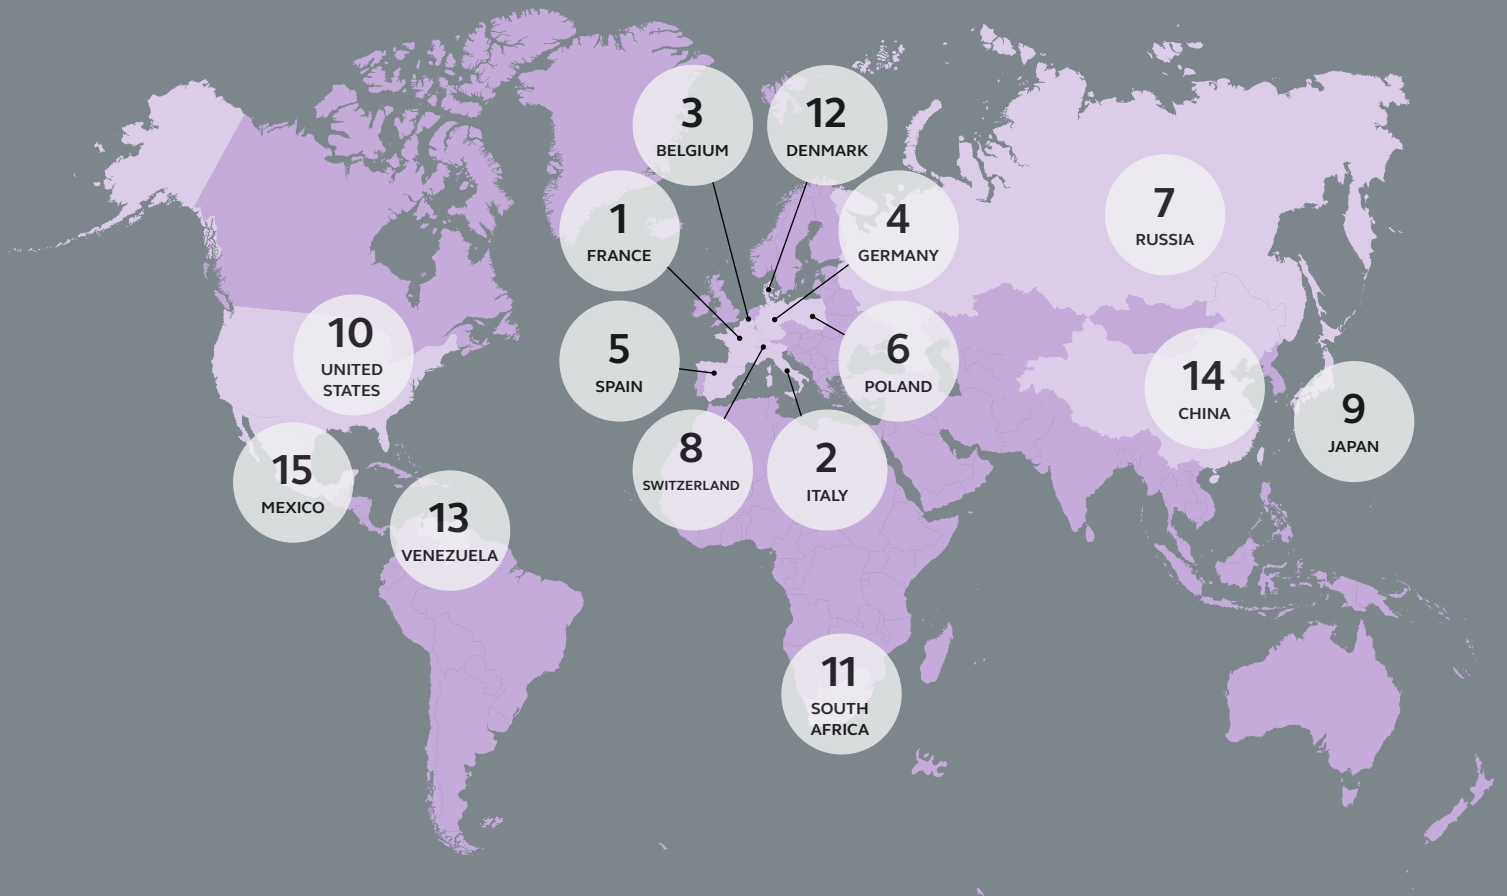 3
BELGIUM
12
DENMARK
1
FRANCE
4
GERMANY
7
RUSSIA
10
UNITED
STATES
5
SPAIN
6
POLAND
14
CHINA
9
JAPAN
15
MEXICO
13
VENEZUELA
8
SWITZERLAND
2
ITALY
11
SOUTH
AFRICA